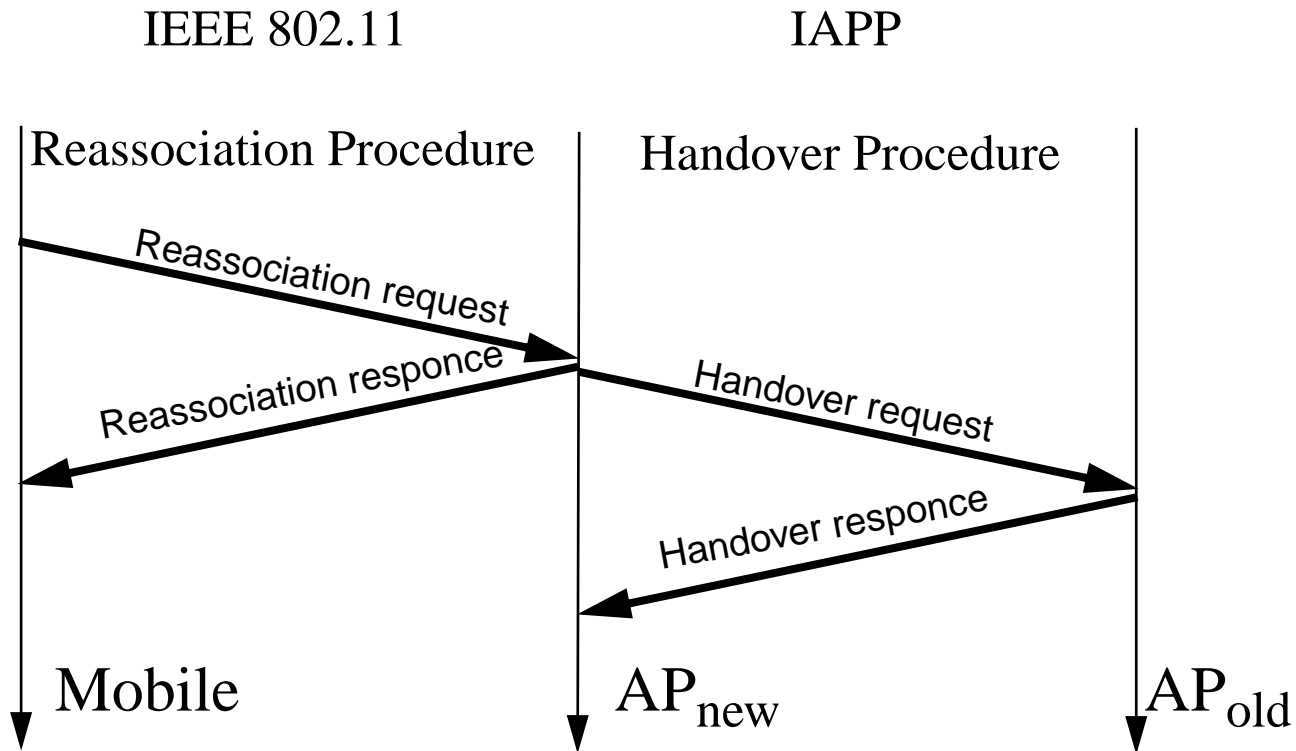 IEEE 802.11
IAPP
Reassociation Procedure
Handover Procedure
Reassociation request
Reassociation responce
Handover request
Handover responce
Mobile
APnew
APold